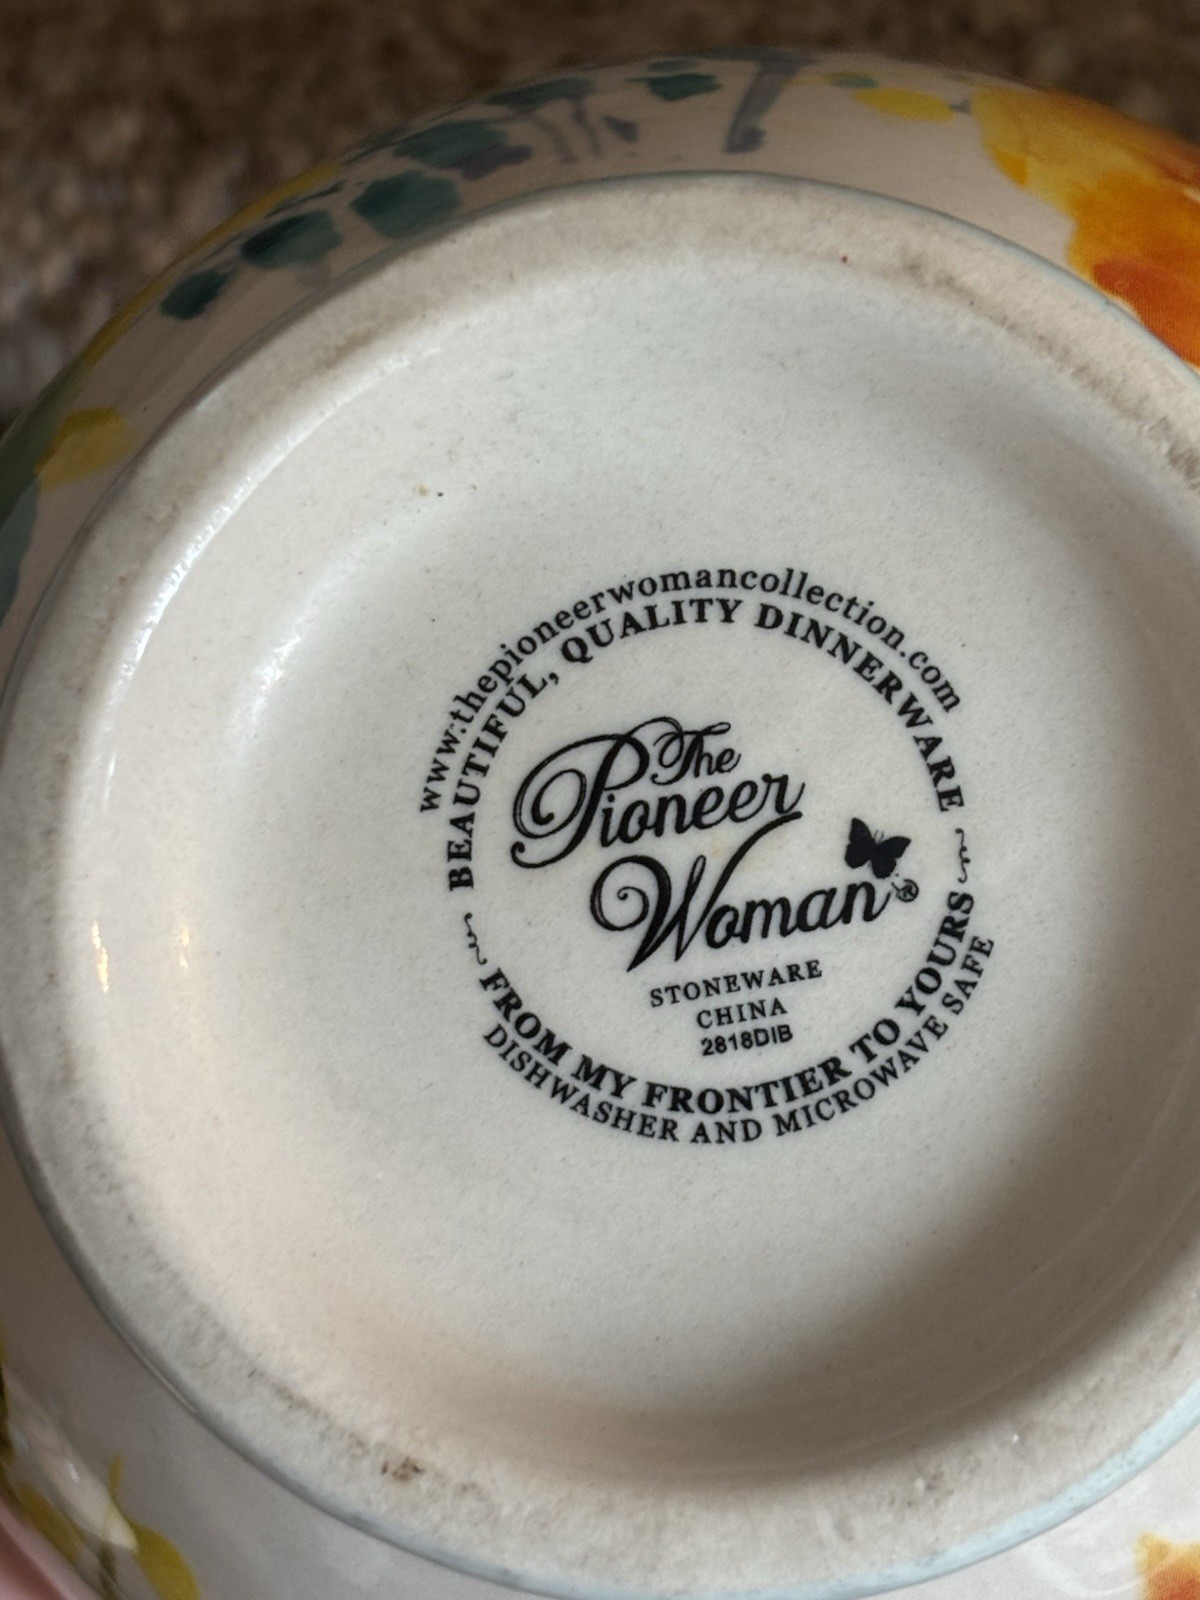 www.thepioneerwomancollection.com
BEAUTIFUL, QUALITY DINNERWARE
The
Pioneer
Woman®
STONEWARE
CHINA
2818DIB
FROM MY FRONTIER TO YOURS
DISHWASHER AND MICROWAVE SAFE